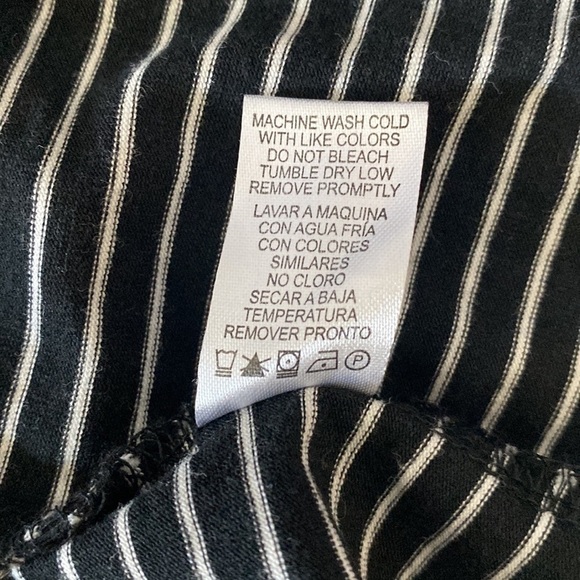 MACHINE WASH COLD
WITH LIKE COLORS
DO NOT BLEACH
TUMBLE DRY LOW
REMOVE PROMPTLY
LAVAR A MAQUINA
CON AGUA FRÍA
CON COLORES
SIMILARES
NO CLORO
SECAR A BAJA
TEMPERATURA
REMOVER PRONTO
P